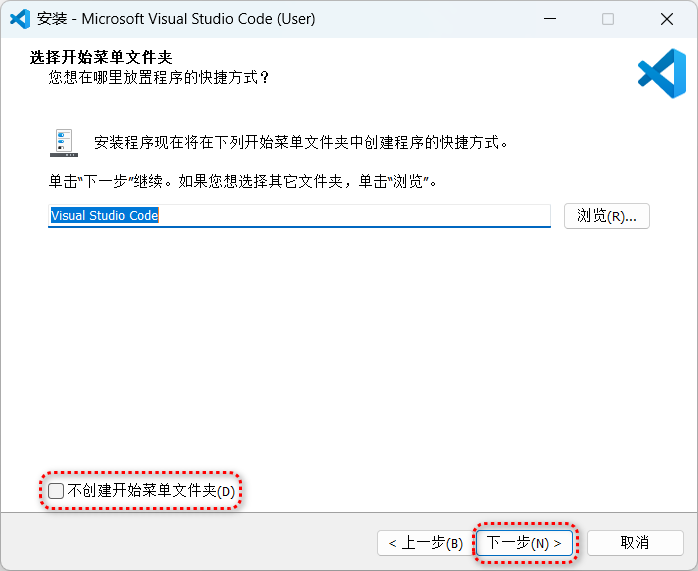 安装 - Microsoft Visual Studio Code (User)
选择开始菜单文件夹
您想在哪里放置程序的快捷方式？
安装程序现在将在下列开始菜单文件夹中创建程序的快捷方式。
单击“下一步”继续。如果您想选择其它文件夹，单击“浏览”。
Visual Studio Code
浏览(R)...
不创建开始菜单文件夹(D)
< 上一步(B)
下一步(N) >
取消